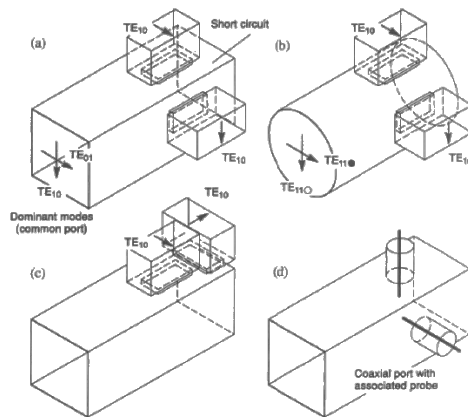 (a)
TE10
Short circuit
TE01
TE10
TE10
Dominant modes
(common port)
(b)
TE10
TE11●
TE11○
TE10
(c)
TE10
TE10
(d)
Coaxial port with
associated probe